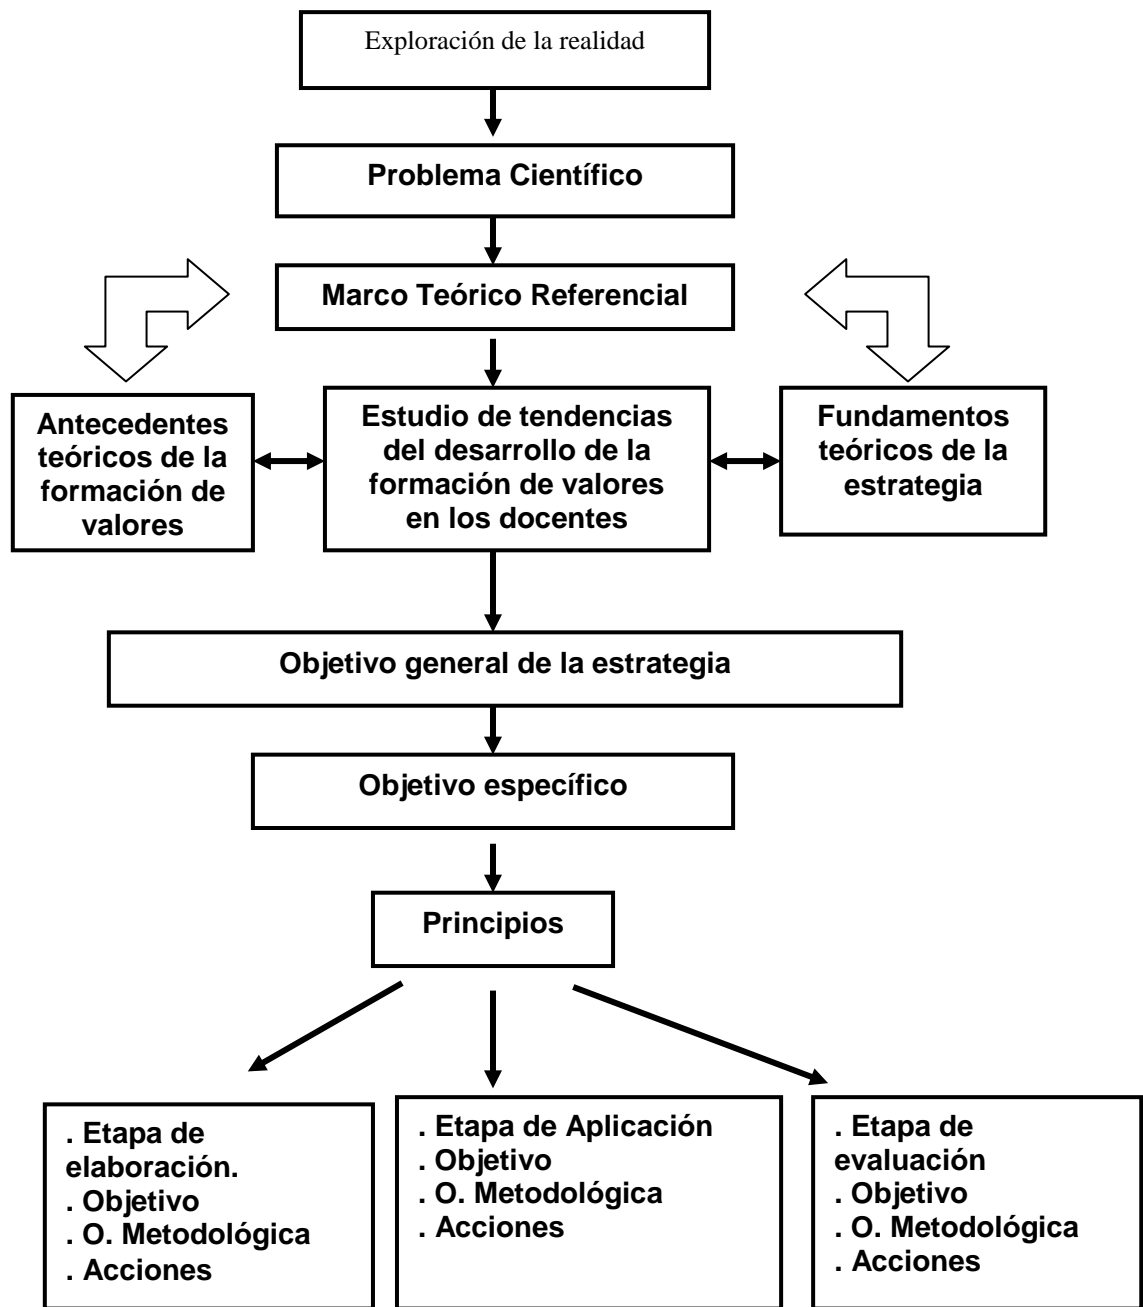 Exploración de la realidad
Problema Científico
Marco Teórico Referencial
Antecedentes
teóricos de la
formación de
valores
Estudio de tendencias
del desarrollo de la
formación de valores
en los docentes
Fundamentos
teóricos de la
estrategia
Objetivo general de la estrategia
Objetivo específico
Principios
. Etapa de
elaboración.
. Objetivo
. O. Metodológica
. Acciones
. Etapa de Aplicación
. Objetivo
. O. Metodológica
. Acciones
. Etapa de
evaluación
. Objetivo
. O. Metodológica
. Acciones